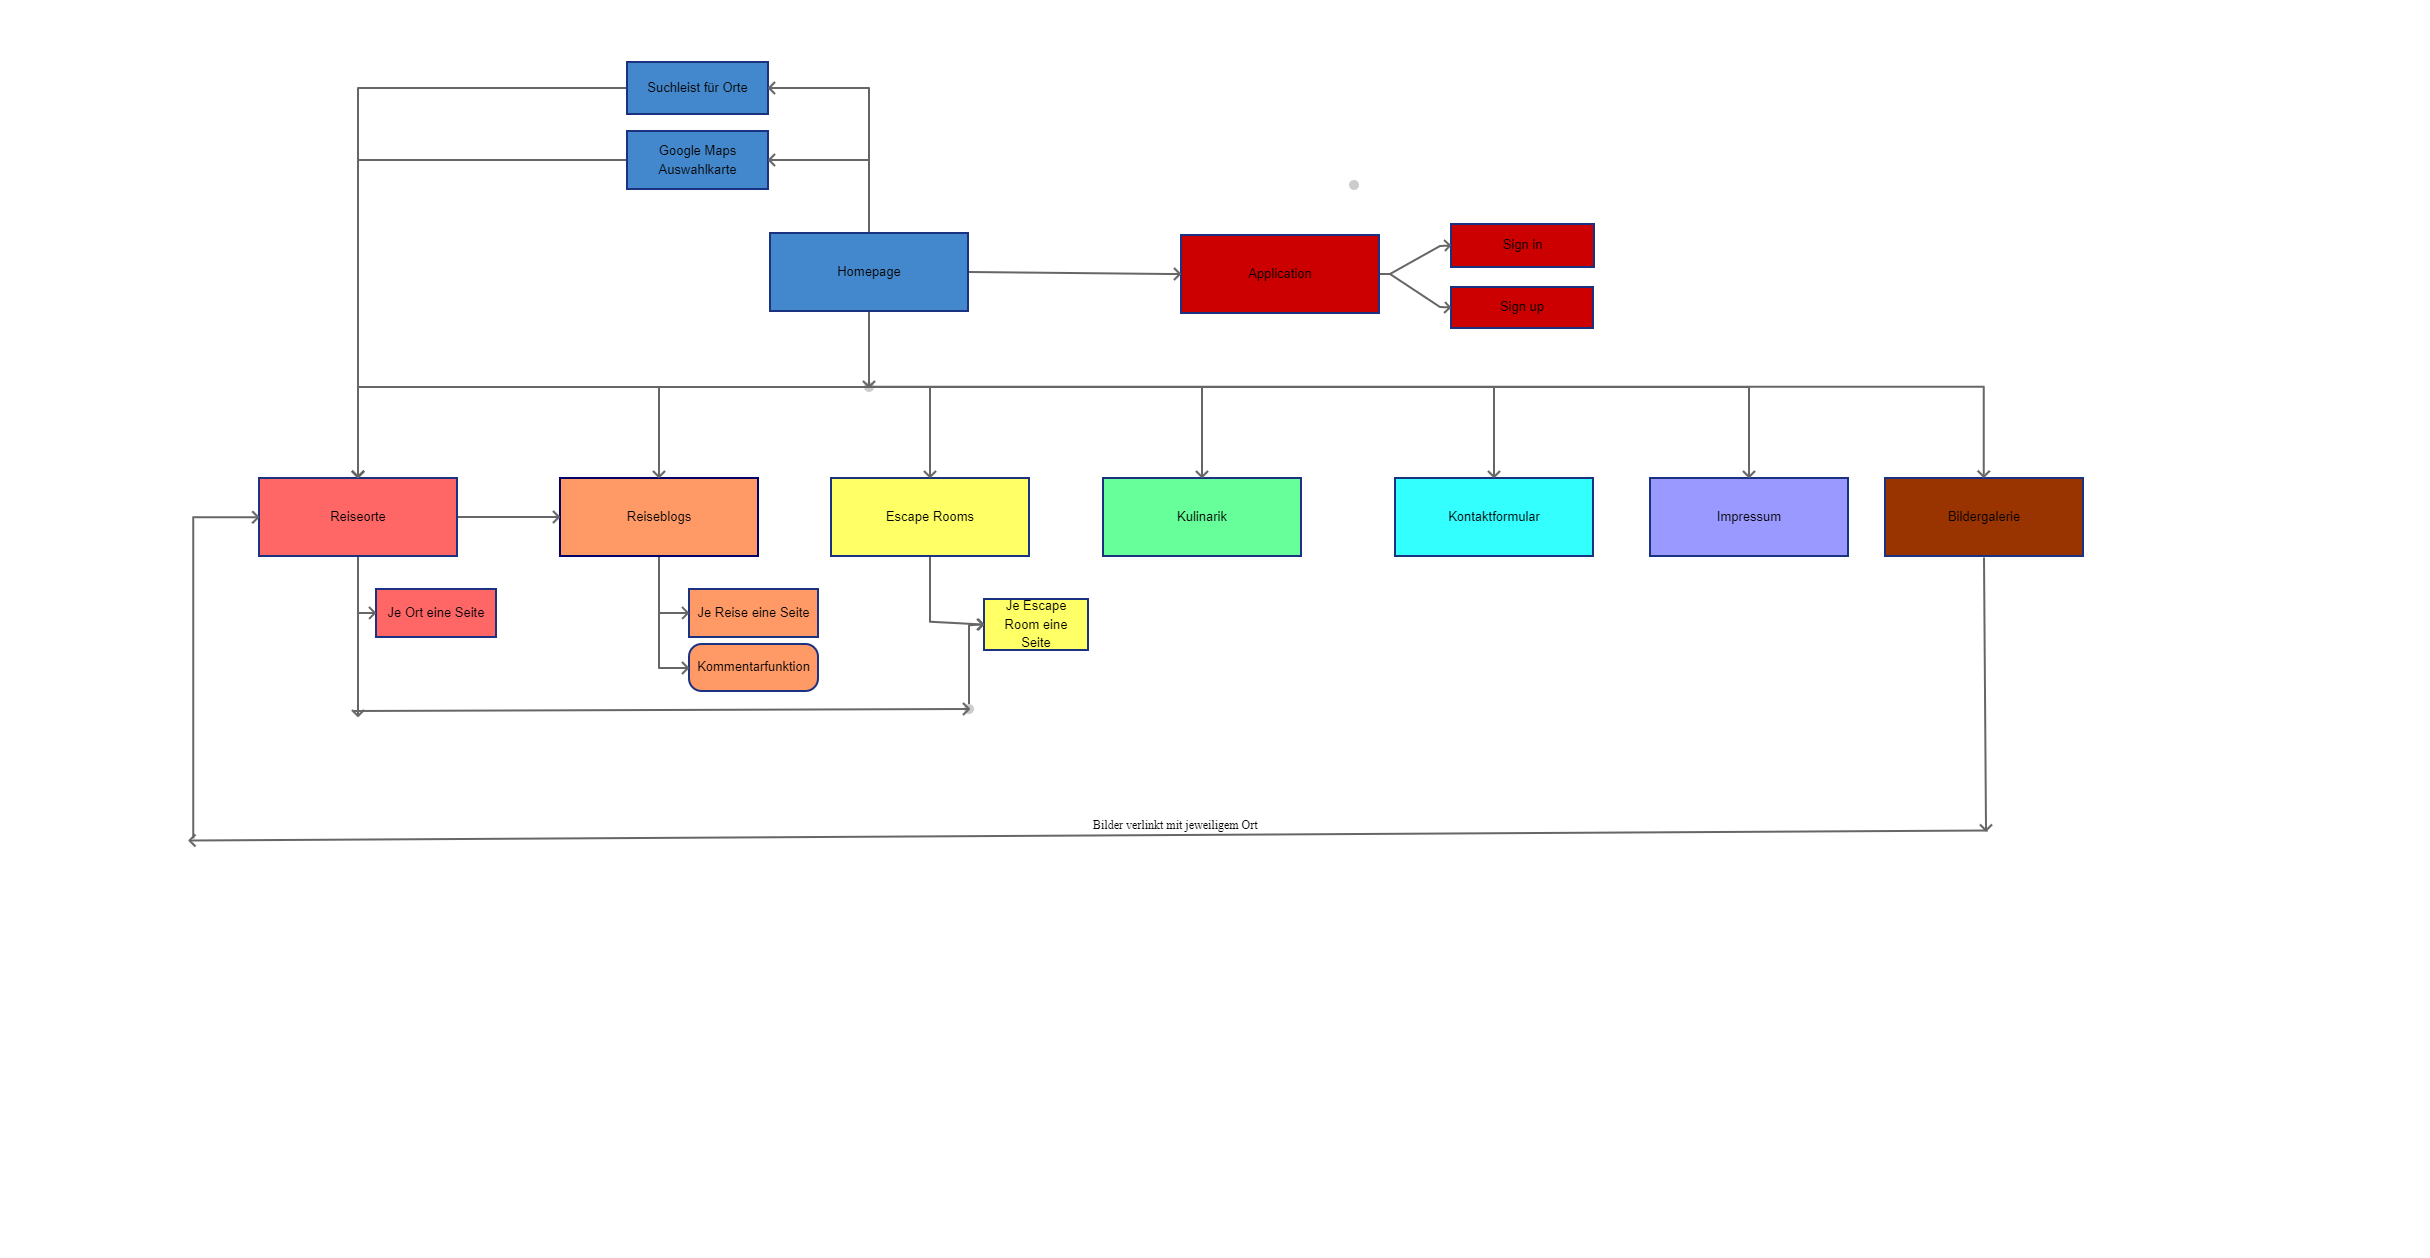 Suchleist für Orte
Google Maps
Auswahlkarte
Homepage
Application
Sign in
Sign up
Reiseorte
Reiseblogs
Escape Rooms
Kulinarik
Kontaktformular
Impressum
Bildergalerie
Je Ort eine Seite
Je Reise eine Seite
Je Escape
Room eine
Seite
Kommentarfunktion
Bilder verlinkt mit jeweiligem Ort